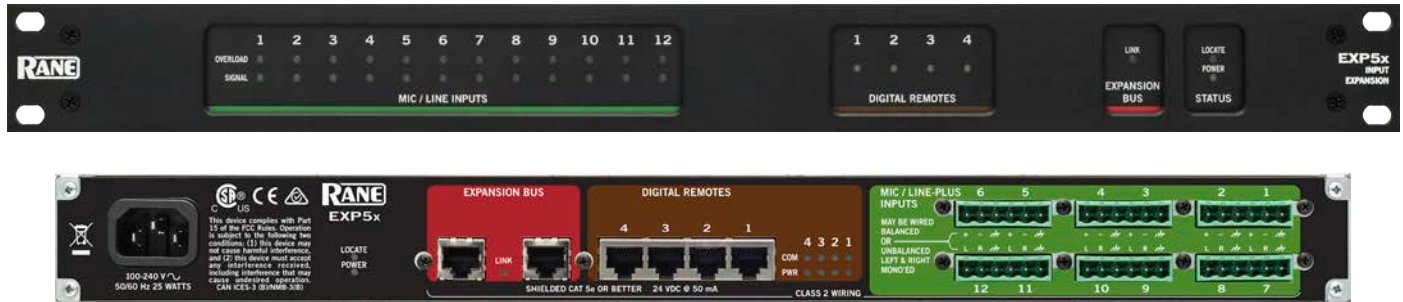 RANE
1 2 3 4 5 6 7 8 9 10 11 12
OVERLOAD
SIGNAL
MIC / LINE INPUTS
1 2 3 4
DIGITAL REMOTES
LINK
EXPANSION
BUS
LOCATE
POWER
STATUS
EXP5x
INPUT
EXPANSION
100-240 V
50/60 Hz 25 WATTS
C US
CE
This device complies with Part
15 of the FCC Rules. Operation
is subject to the following two
conditions: (1) this device may
not cause harmful interference,
and (2) this device must accept
any interference received,
including interference that may
cause undesired operation.
CAN ICES-3 (B)/NMB-3(B)
RANE
EXP5x
LOCATE
POWER
EXPANSION BUS
LINK
DIGITAL REMOTES
4 3 2 1
4 3 2 1
COM
PWR
SHIELDED CAT 5e OR BETTER 24 VDC @ 50 mA
CLASS 2 WIRING
MIC / LINE-PLUS
INPUTS
6 5 4 3 2 1
MAY BE WIRED
BALANCED
OR
UNBALANCED
LEFT & RIGHT
MONO'ED
+ − + − + − + − + − + −
L R L R L R L R L R L R
12 11 10 9 8 7